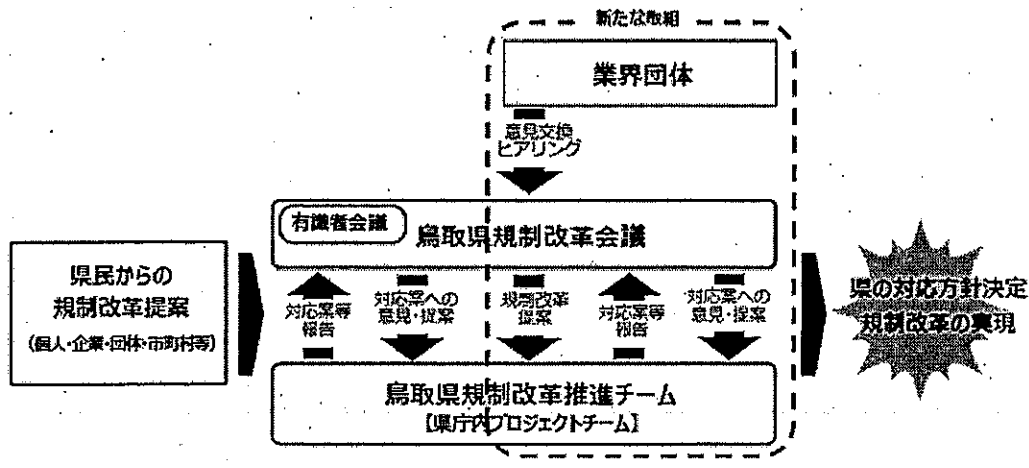 新たな取組
業界団体
意見交換
ヒアリング
有識者会議
鳥取県規制改革会議
県民からの
規制改革提案
(個人・企業・団体・市町村等)
対応案等
報告
対応案への
意見・提案
規制改革
提案
対応案等
報告
対応案への
意見・提案
県の対応方針決定
規制改革の実現
鳥取県規制改革推進チーム
【県庁内プロジェクトチーム】